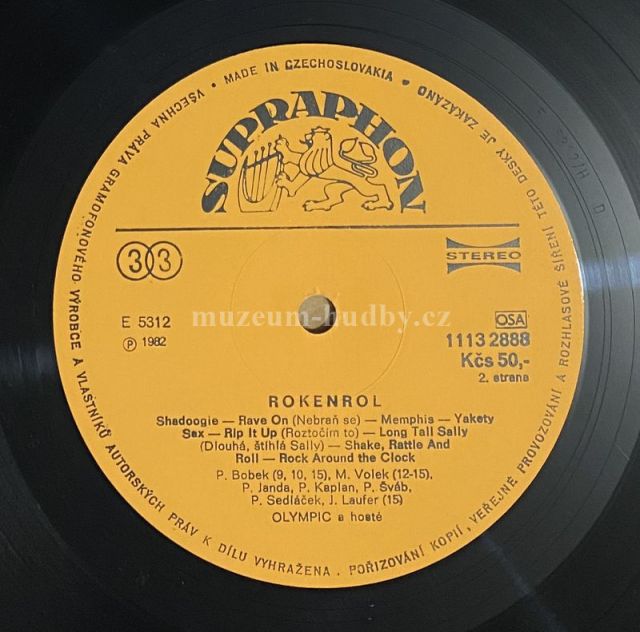 VŠECHNA PRÁVA GRAMOFONOVÉHO VÝROBCE A VLASTNÍKŮ AUTORSKÝCH PRÁV K DÍLU VYHRAŽENA. POŘIZOVÁNÍ KOPIÍ, VEŘEJNÉ PROVOZOVÁNÍ A ROZHLASOVÉ ŠÍŘENÍ TÉTO DESKY JE ZAKÁZÁNO • MADE IN CZECHOSLOVAKIA •
SUPRAPHON
33
STEREO
muzeum-hudby.cz
E 5312
OSA
Ⓟ 1982
1113 2888
Kčs 50,-
2. strana
ROKENROL
Shadoogie — Rave On (Nebraň se) — Memphis — Yakety
Sax — Rip It Up (Roztočím to) — Long Tall Sally
(Dlouhá, štíhlá Sally) — Shake, Rattle And
Roll — Rock Around the Clock
P. Bobek (9, 10, 15), M. Volek (12-15),
P. Janda, P. Kaplan, P. Šváb,
P. Sedláček, J. Laufer (15)
OLYMPIC a hosté